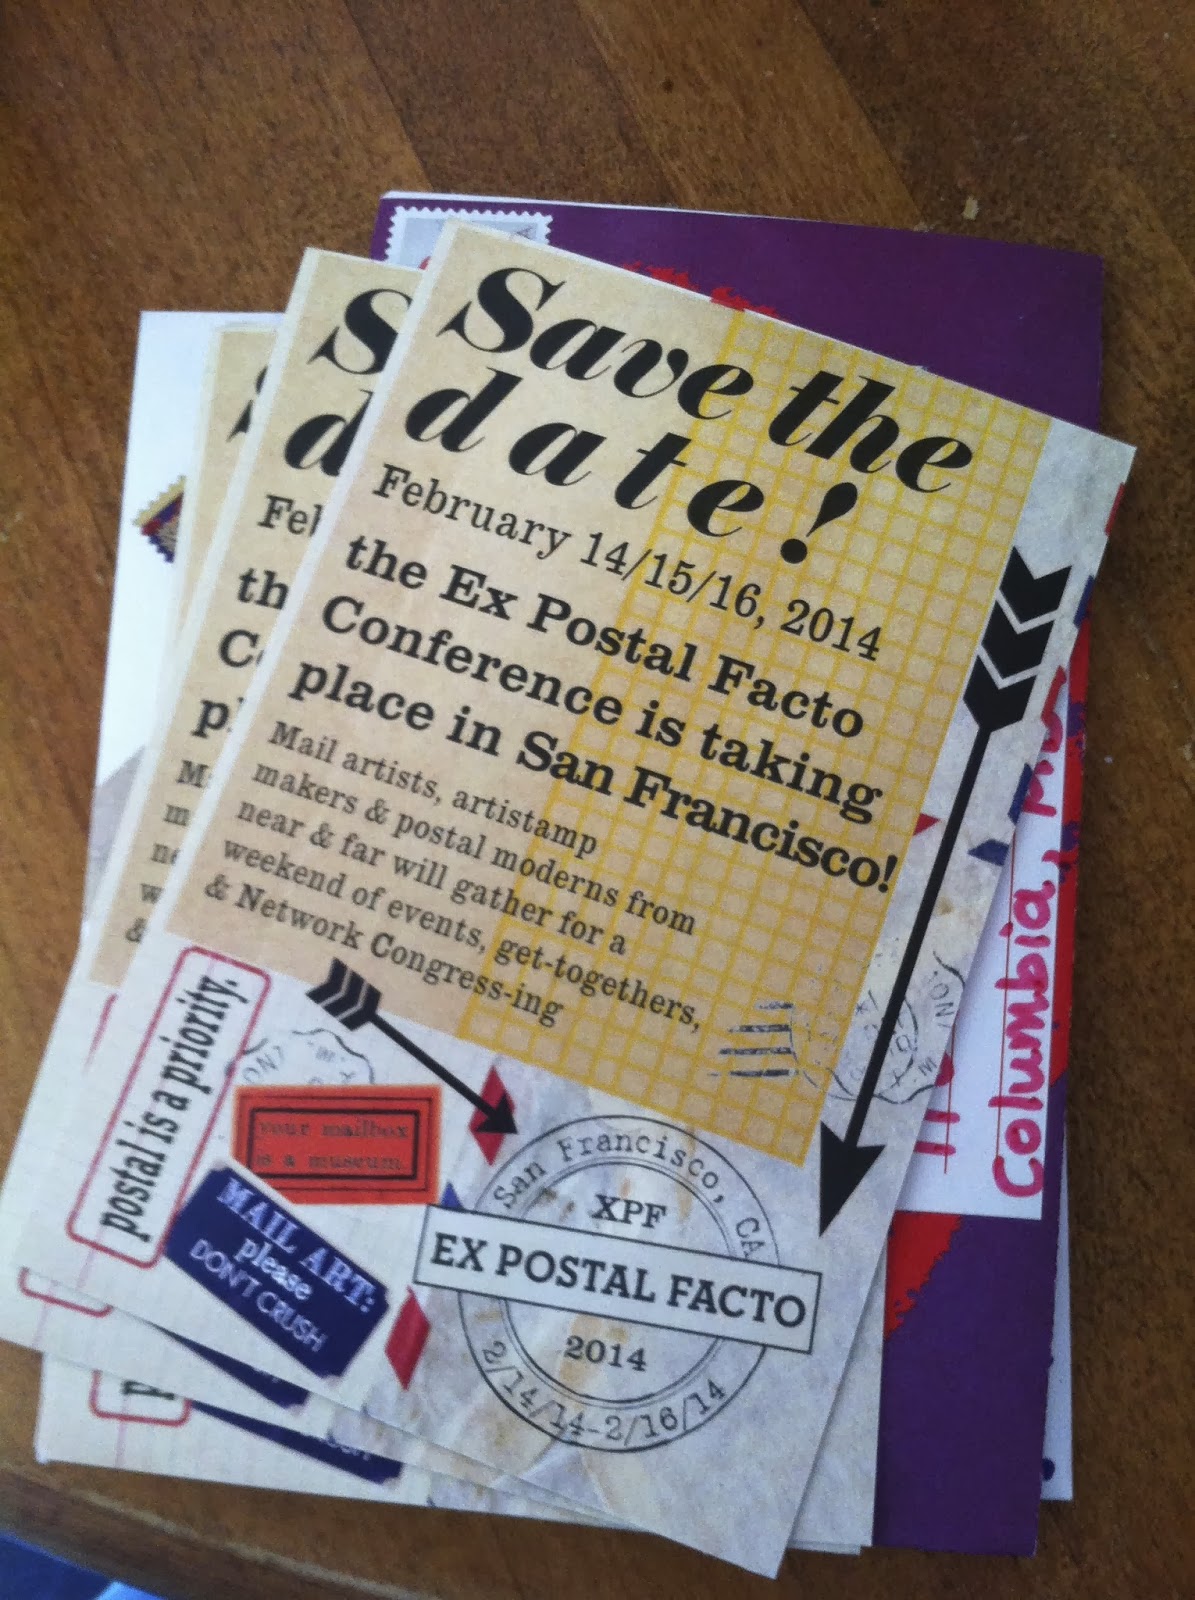 Save the
date!
February 14/15/16, 2014
the Ex Postal Facto
Conference is taking
place in San Francisco!
Mail artists, artistamp
makers & postal moderns from
near & far will gather for a
weekend of events, get-togethers,
& Network Congress-ing
postal is a priority.
your mailbox
is a museum.
MAIL ART:
please
DON'T CRUSH
San Francisco, CA
XPF
EX POSTAL FACTO
2014
2/14/14-2/16/14
Columbia,
S
d
Feb
th